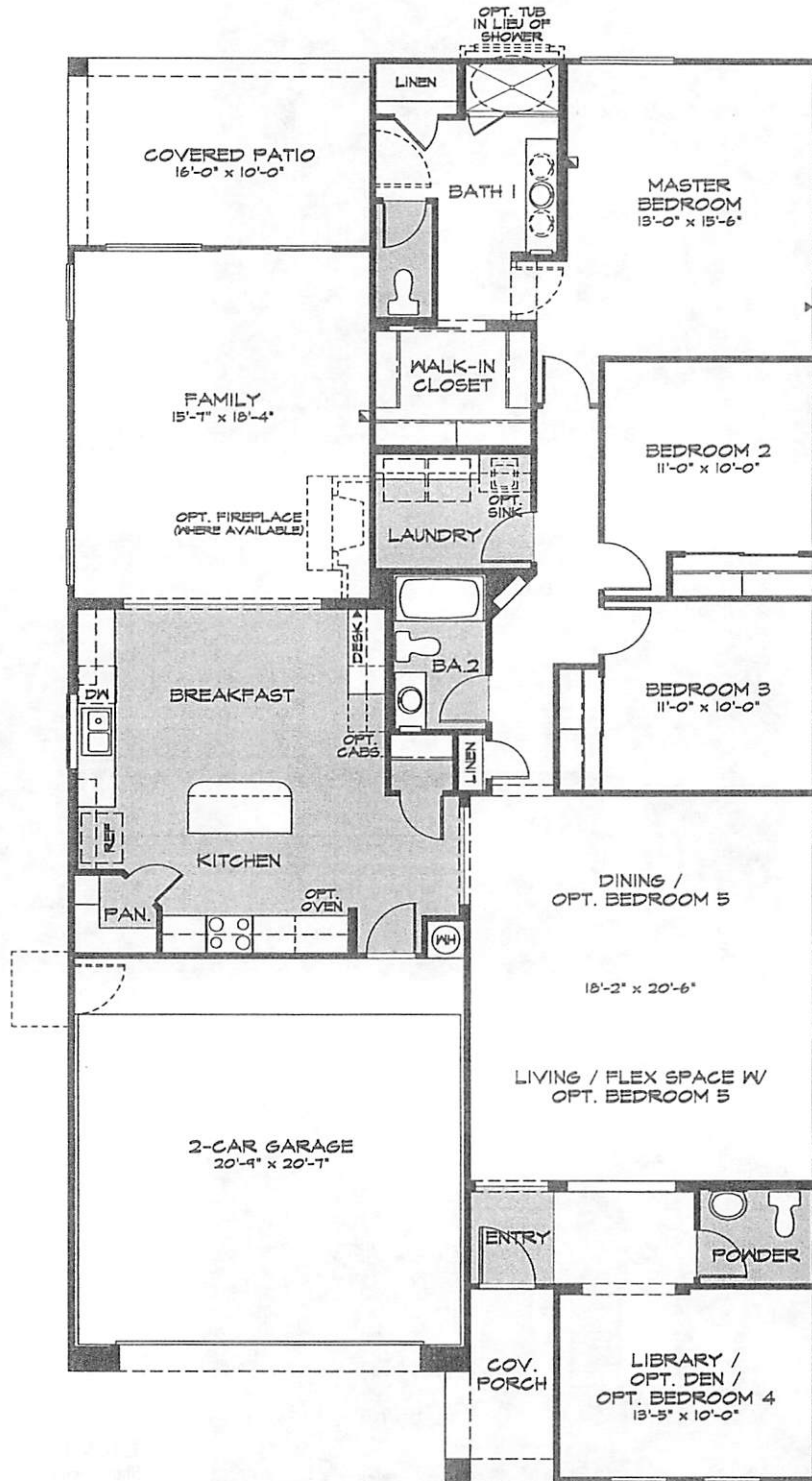 OPT. TUB
IN LIEU OF
SHOWER
LINEN
COVERED PATIO
16'-0" x 10'-0"
BATH 1
MASTER
BEDROOM
13'-0" x 15'-6"
WALK-IN
CLOSET
FAMILY
15'-7" x 18'-4"
BEDROOM 2
11'-0" x 10'-0"
OPT.
SINK
OPT. FIREPLACE
(WHERE AVAILABLE)
LAUNDRY
DESK
BA.2
DW
BREAKFAST
BEDROOM 3
11'-0" x 10'-0"
OPT.
CABS.
LINEN
REF
KITCHEN
DINING /
OPT. BEDROOM 5
OPT.
OVEN
PAN.
HW
18'-2" x 20'-6"
LIVING / FLEX SPACE W/
OPT. BEDROOM 5
2-CAR GARAGE
20'-9" x 20'-7"
ENTRY
POWDER
COV.
PORCH
LIBRARY /
OPT. DEN /
OPT. BEDROOM 4
13'-5" x 10'-0"